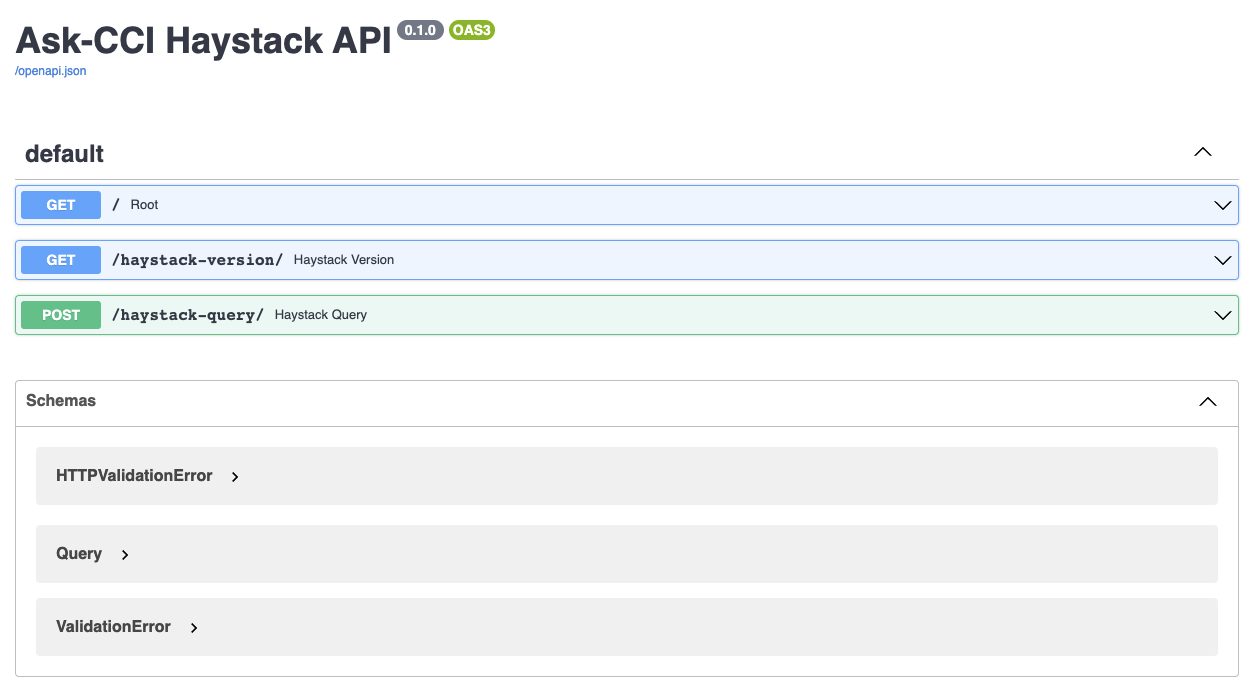 Ask-CCI Haystack API 0.1.0 OAS3
/openapi.json
default
GET / Root
GET /haystack-version/ Haystack Version
POST /haystack-query/ Haystack Query
Schemas
HTTPValidationError
Query
ValidationError